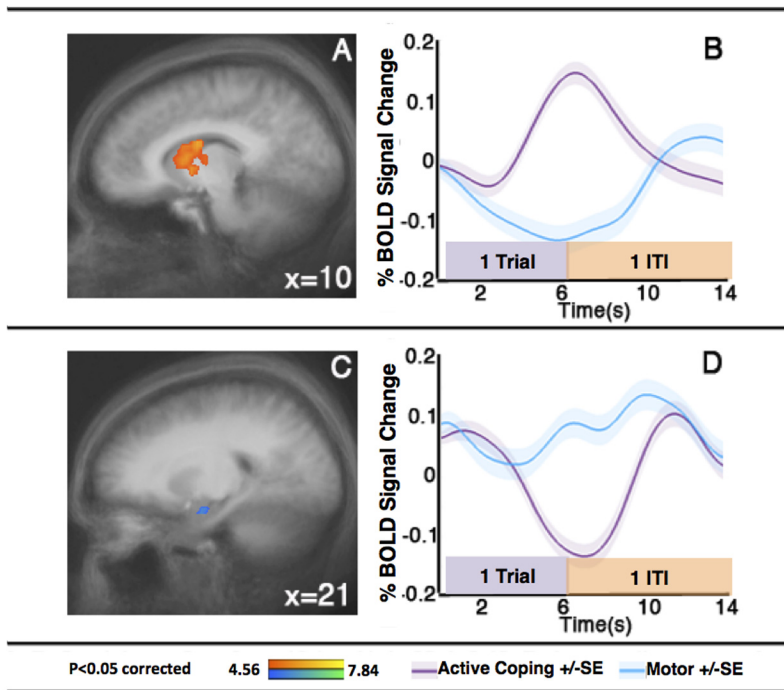 A
x=10
B
% BOLD Signal Change
0.2
0.1
0
-0.1
-0.2
1 Trial 1 ITI
2 6 10 14
Time(s)
C
x=21
D
% BOLD Signal Change
0.2
0.1
0
-0.1
-0.2
1 Trial 1 ITI
2 6 10 14
Time(s)
P<0.05 corrected 4.56 7.84 Active Coping +/-SE Motor +/-SE